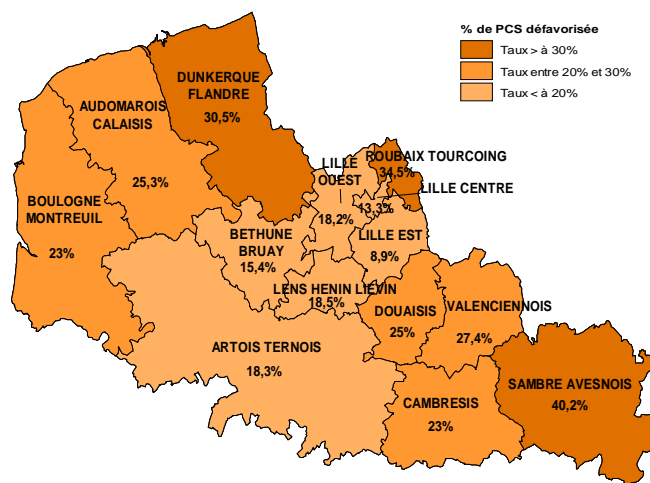 % de PCS défavorisée
Taux > à 30%
Taux entre 20% et 30%
Taux < à 20%
DUNKERQUE
FLANDRE
30,5%
AUDOMAROIS
CALAISIS
25,3%
BOULOGNE
MONTREUIL
23%
LILLE
OUEST
18,2%
ROUBAIX TOURCOING
34,5%
LILLE CENTRE
13,3%
LILLE EST
8,9%
BETHUNE
BRUAY
15,4%
LENS HENIN LIEVIN
18,5%
DOUAISIS
25%
VALENCIENNOIS
27,4%
ARTOIS TERNOIS
18,3%
CAMBRESIS
23%
SAMBRE AVESNOIS
40,2%